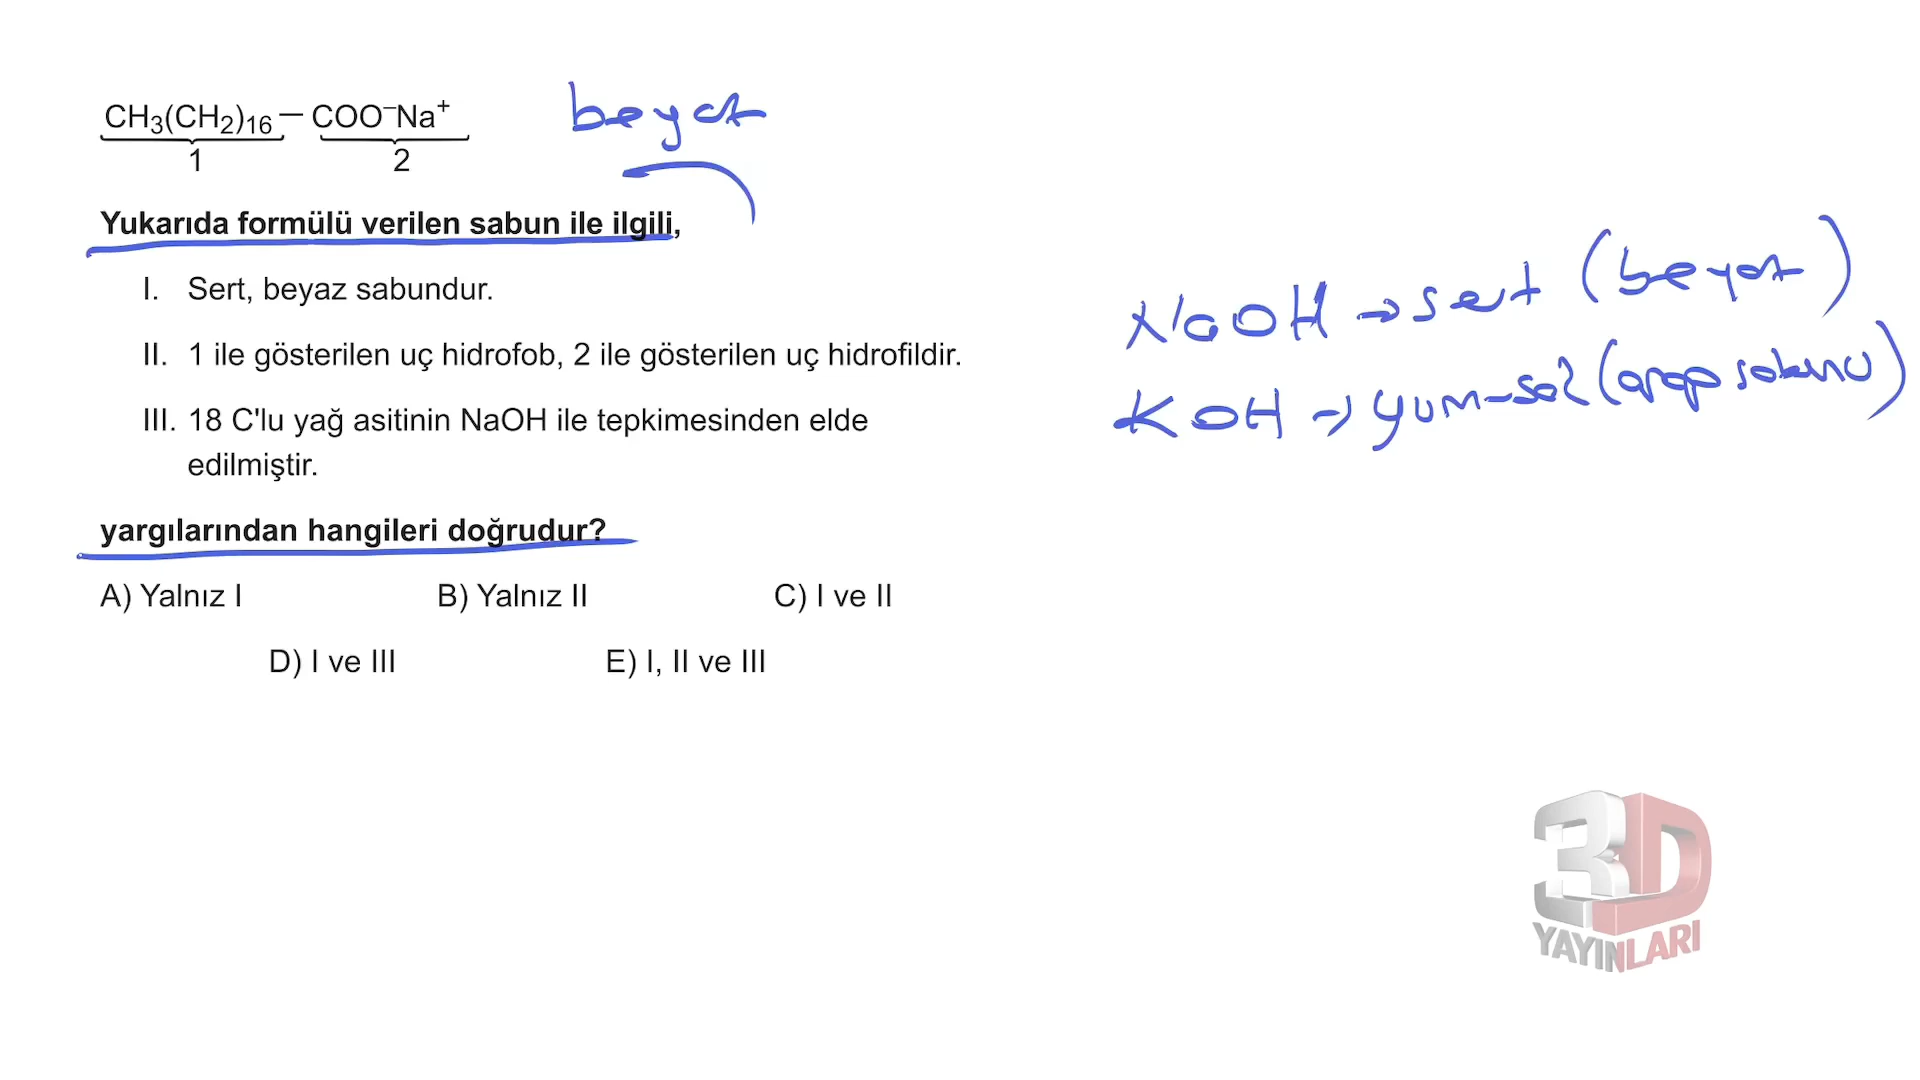 CH₃(CH₂)₁₆ — COO⁻Na⁺
1 2
beyaz
Yukarıda formülü verilen sabun ile ilgili,
I. Sert, beyaz sabundur.
II. 1 ile gösterilen uç hidrofob, 2 ile gösterilen uç hidrofildir.
III. 18 C'lu yağ asitinin NaOH ile tepkimesinden elde
edilmiştir.
yargılarından hangileri doğrudur?
A) Yalnız I B) Yalnız II C) I ve II
D) I ve III E) I, II ve III
NaOH → sert (beyaz)
KOH → yumuşak (arap sabunu)
3D
YAYINLARI